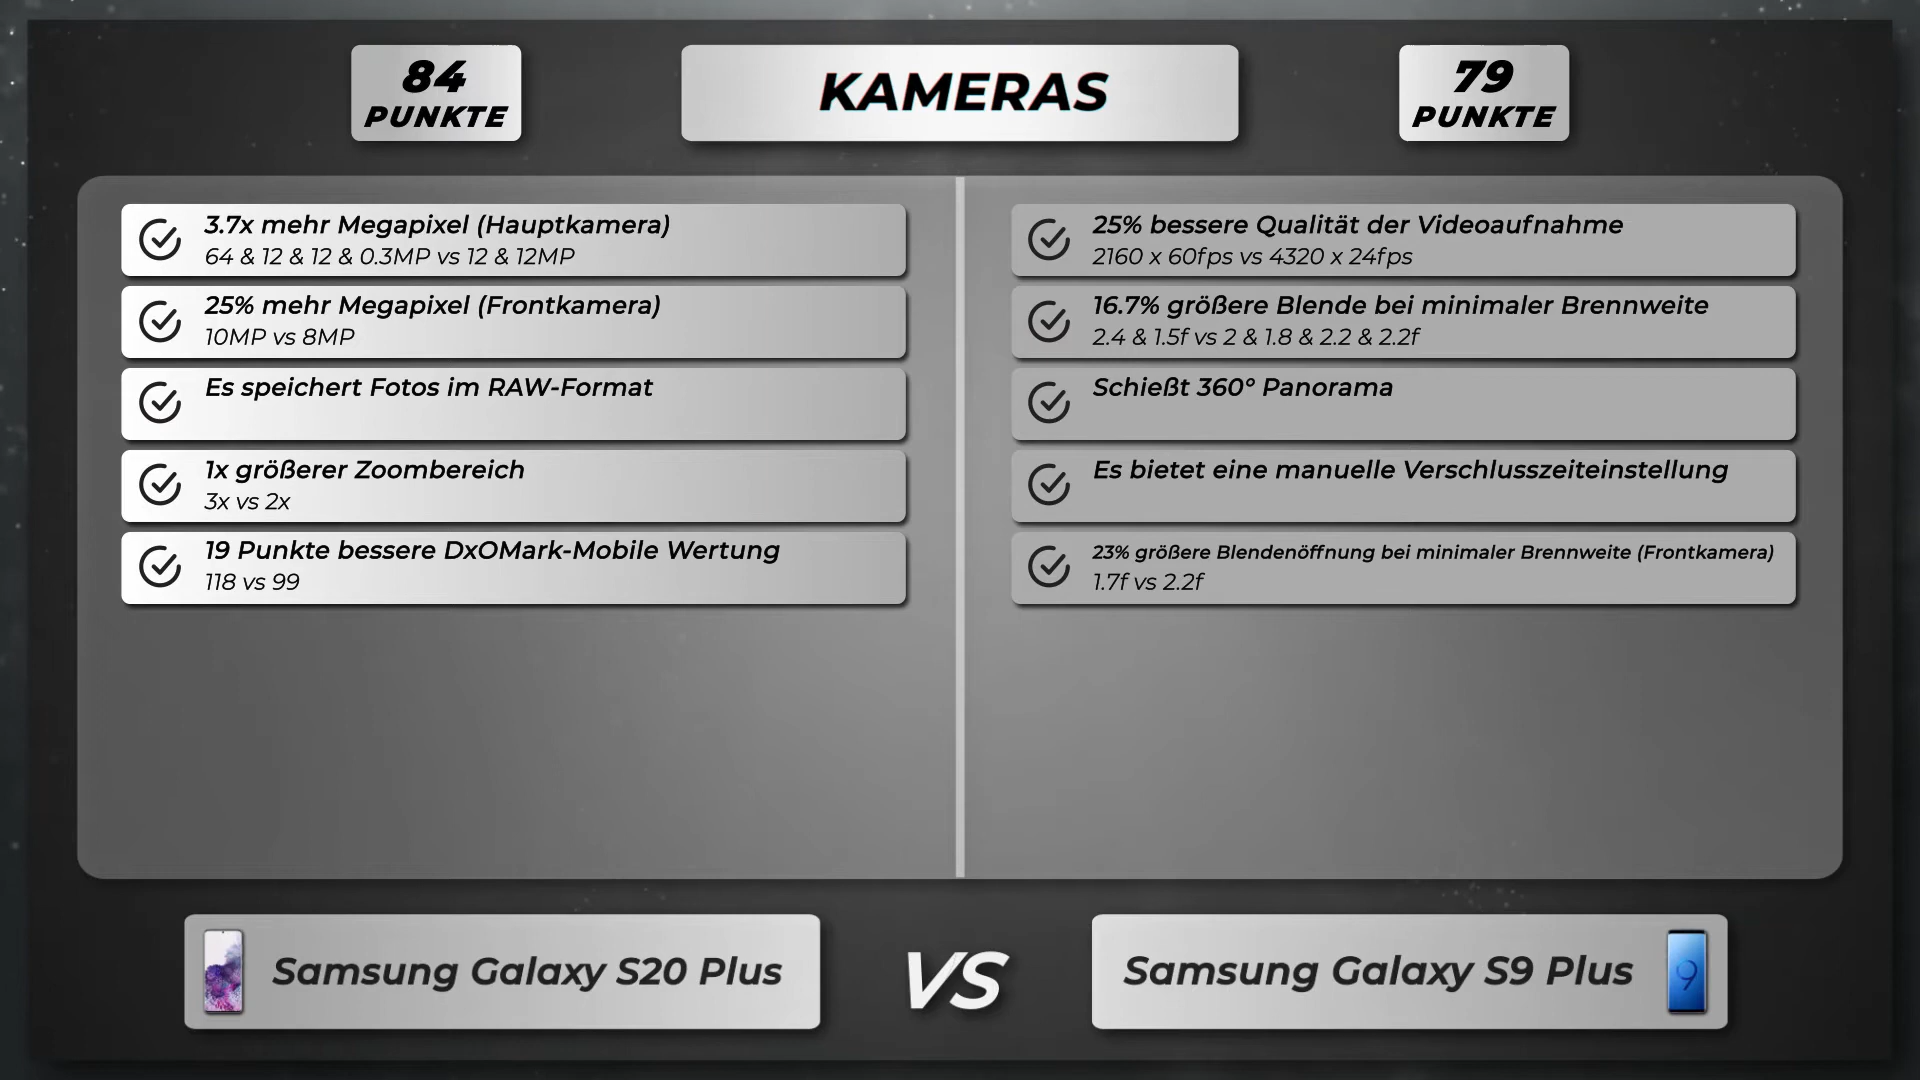 84
PUNKTE
KAMERAS
79
PUNKTE
3.7x mehr Megapixel (Hauptkamera)
64 & 12 & 12 & 0.3MP vs 12 & 12MP
25% mehr Megapixel (Frontkamera)
10MP vs 8MP
Es speichert Fotos im RAW-Format
1x größerer Zoombereich
3x vs 2x
19 Punkte bessere DxOMark-Mobile Wertung
118 vs 99
25% bessere Qualität der Videoaufnahme
2160 x 60fps vs 4320 x 24fps
16.7% größere Blende bei minimaler Brennweite
2.4 & 1.5f vs 2 & 1.8 & 2.2 & 2.2f
Schießt 360° Panorama
Es bietet eine manuelle Verschlusszeiteinstellung
23% größere Blendenöffnung bei minimaler Brennweite (Frontkamera)
1.7f vs 2.2f
Samsung Galaxy S20 Plus
VS
Samsung Galaxy S9 Plus
9